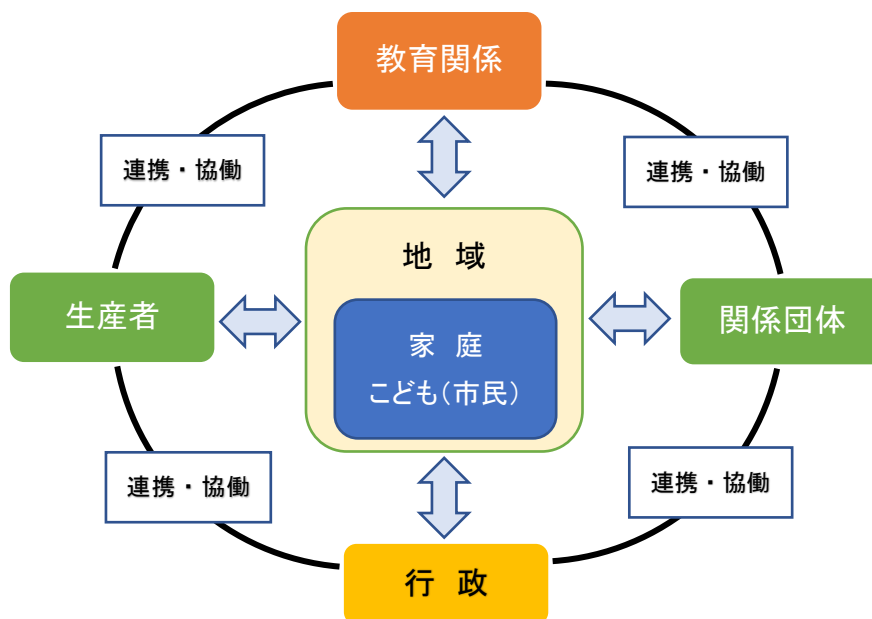 教育関係
連携・協働
連携・協働
地 域
生産者
関係団体
家 庭
こども(市民)
連携・協働
連携・協働
行 政